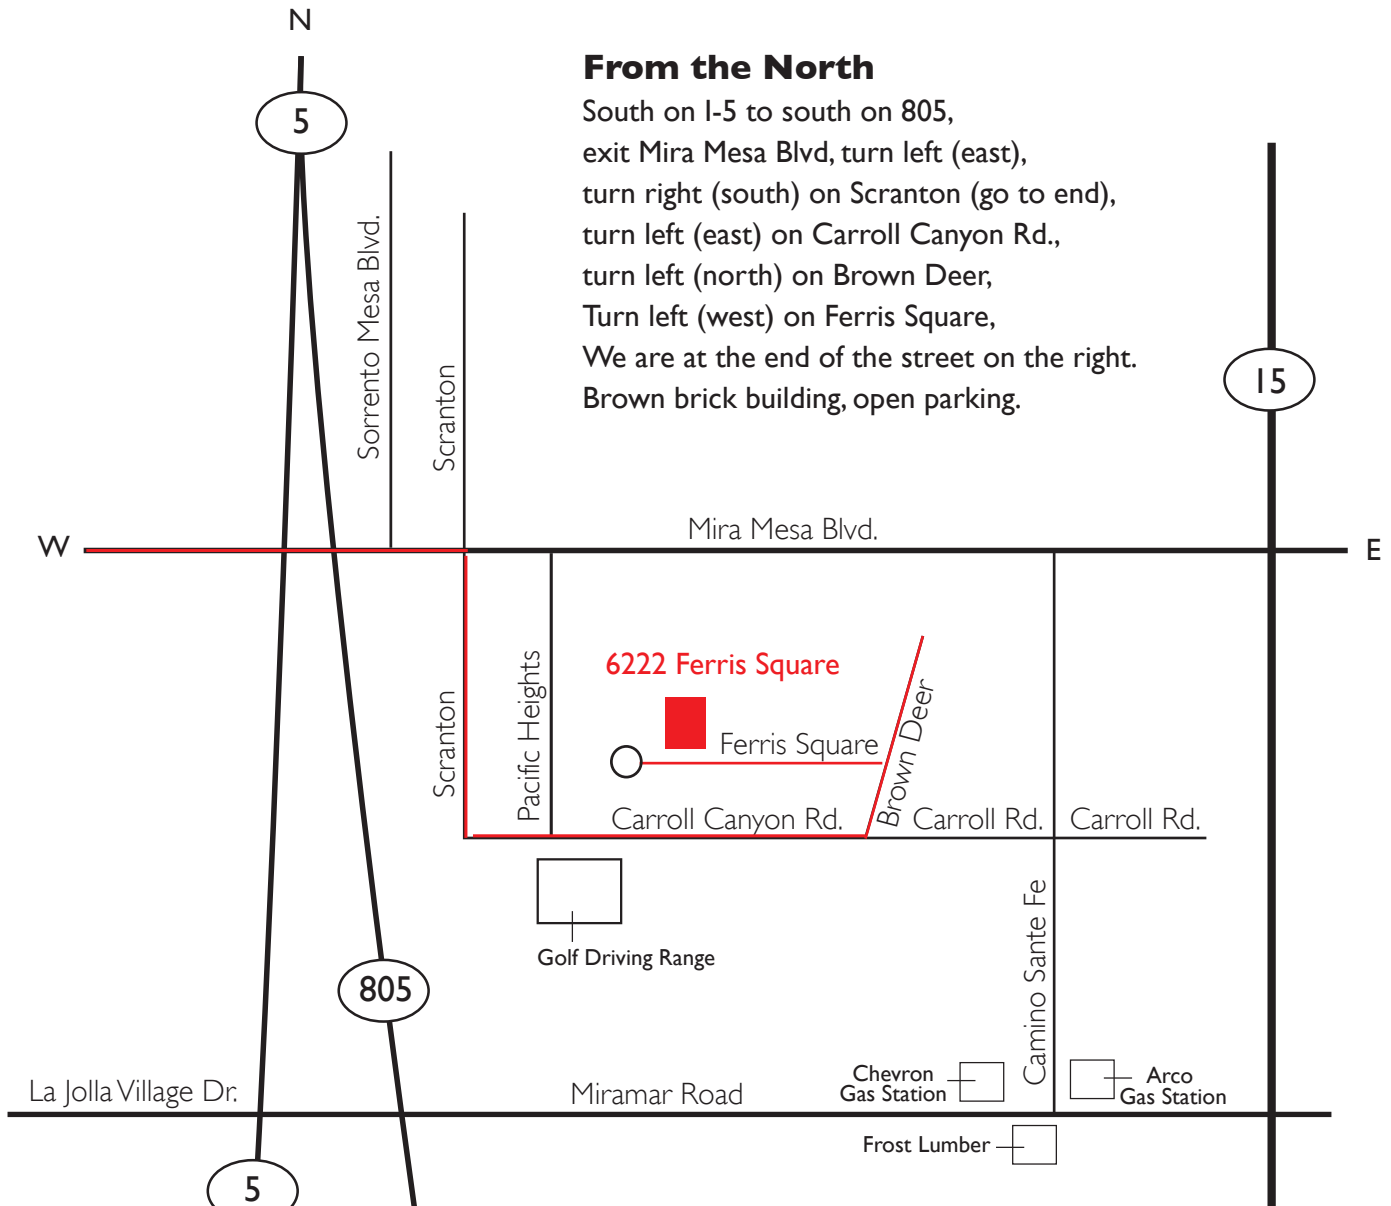 N
5
From the North
South on I-5 to south on 805,
exit Mira Mesa Blvd, turn left (east),
turn right (south) on Scranton (go to end),
turn left (east) on Carroll Canyon Rd.,
turn left (north) on Brown Deer,
Turn left (west) on Ferris Square,
We are at the end of the street on the right.
Brown brick building, open parking.
15
Sorrento Mesa Blvd.
Scranton
W
Mira Mesa Blvd.
E
Scranton
Pacific Heights
6222 Ferris Square
Ferris Square
Brown Deer
Carroll Canyon Rd.
Carroll Rd.
Carroll Rd.
Golf Driving Range
805
Camino Sante Fe
La Jolla Village Dr.
Miramar Road
Chevron
Gas Station
Arco
Gas Station
Frost Lumber
5